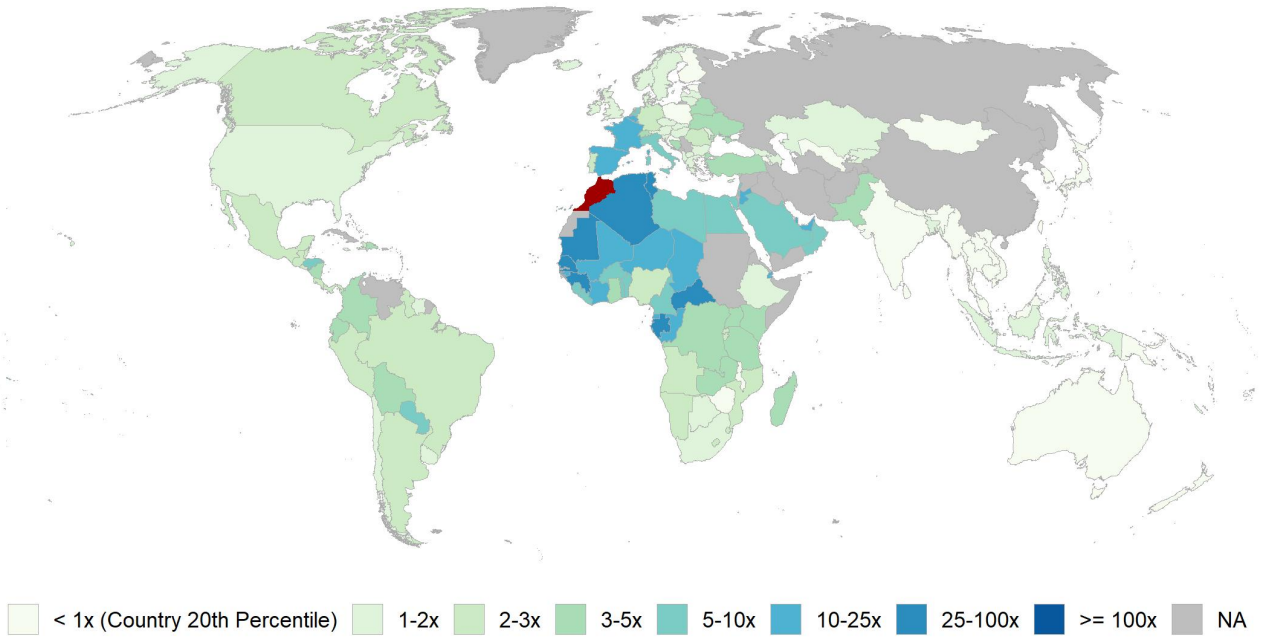 < 1x (Country 20th Percentile) 1-2x 2-3x 3-5x 5-10x 10-25x 25-100x >= 100x NA